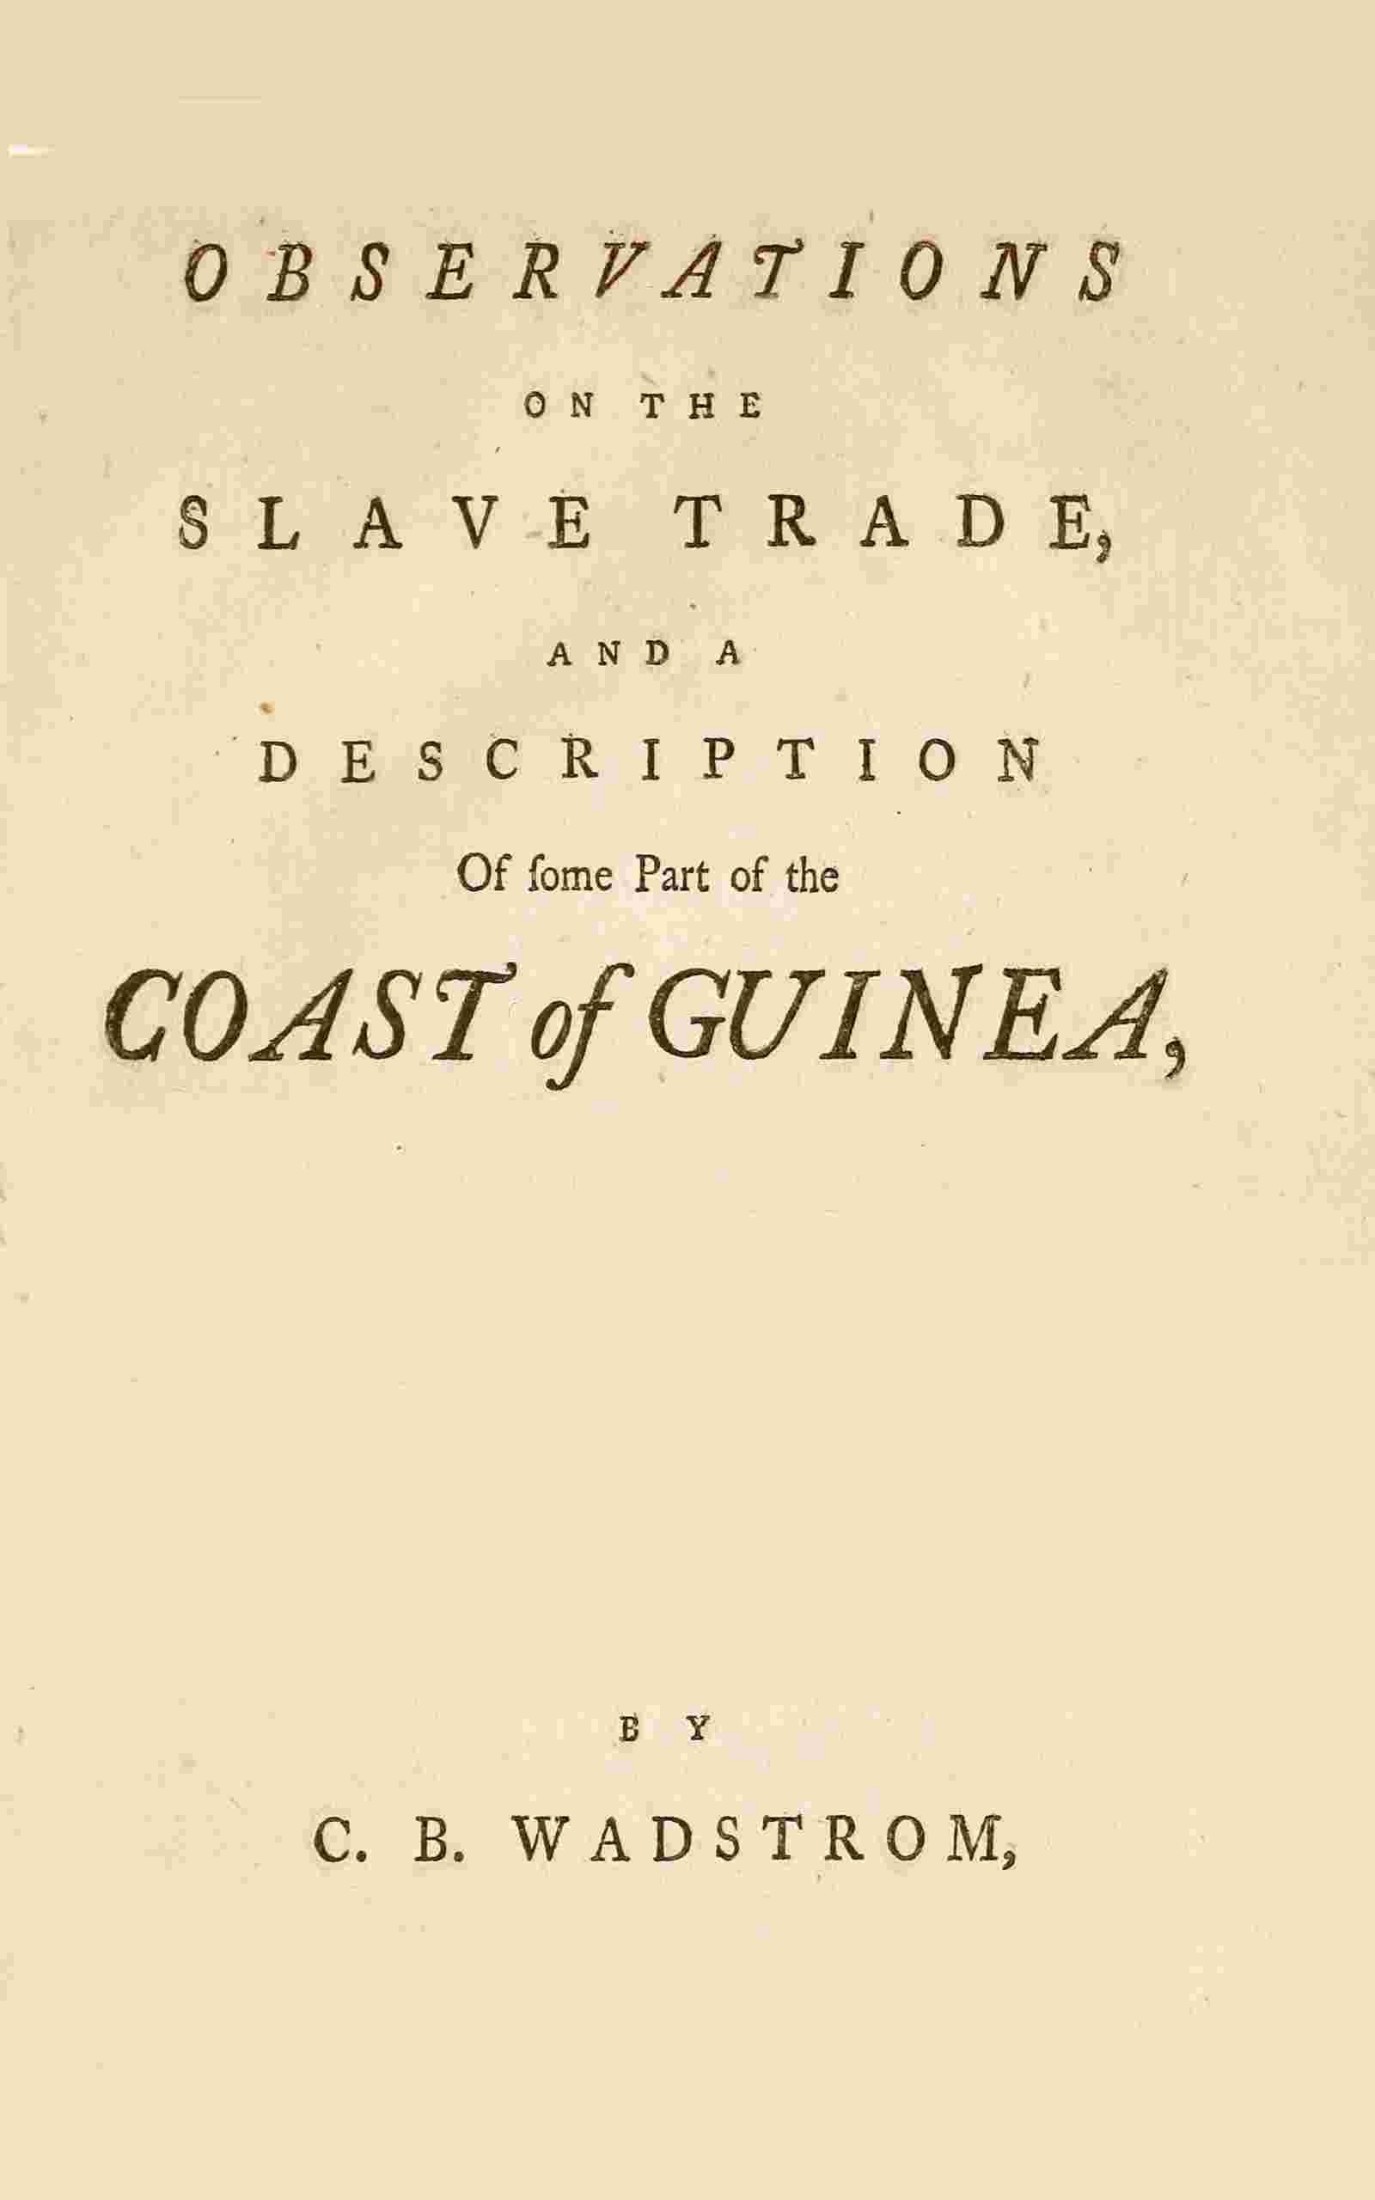 OBSERVATIONS
ON THE
SLAVE TRADE,
AND A
DESCRIPTION
Of ſome Part of the
COAST of GUINEA,
BY
C. B. WADSTROM,